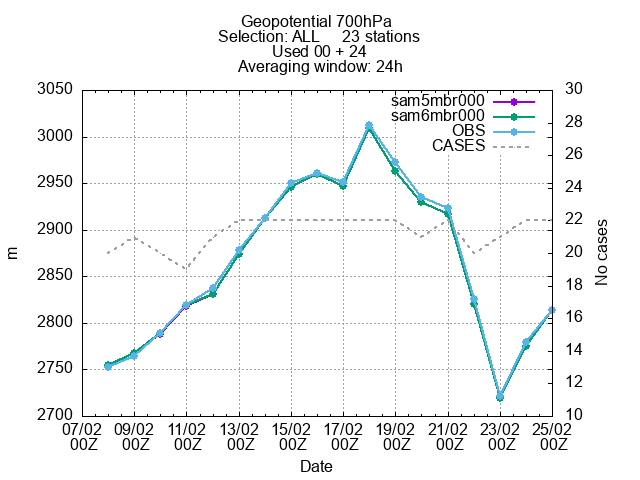 Geopotential 700hPa
Selection: ALL     23 stations
Used 00 + 24
Averaging window: 24h
sam5mbr000
sam6mbr000
OBS
CASES
3050
3000
2950
2900
2850
2800
2750
2700
m
30
28
26
24
22
20
18
16
14
12
10
No cases
07/02 09/02 11/02 13/02 15/02 17/02 19/02 21/02 23/02 25/02
00Z 00Z 00Z 00Z 00Z 00Z 00Z 00Z 00Z 00Z
Date